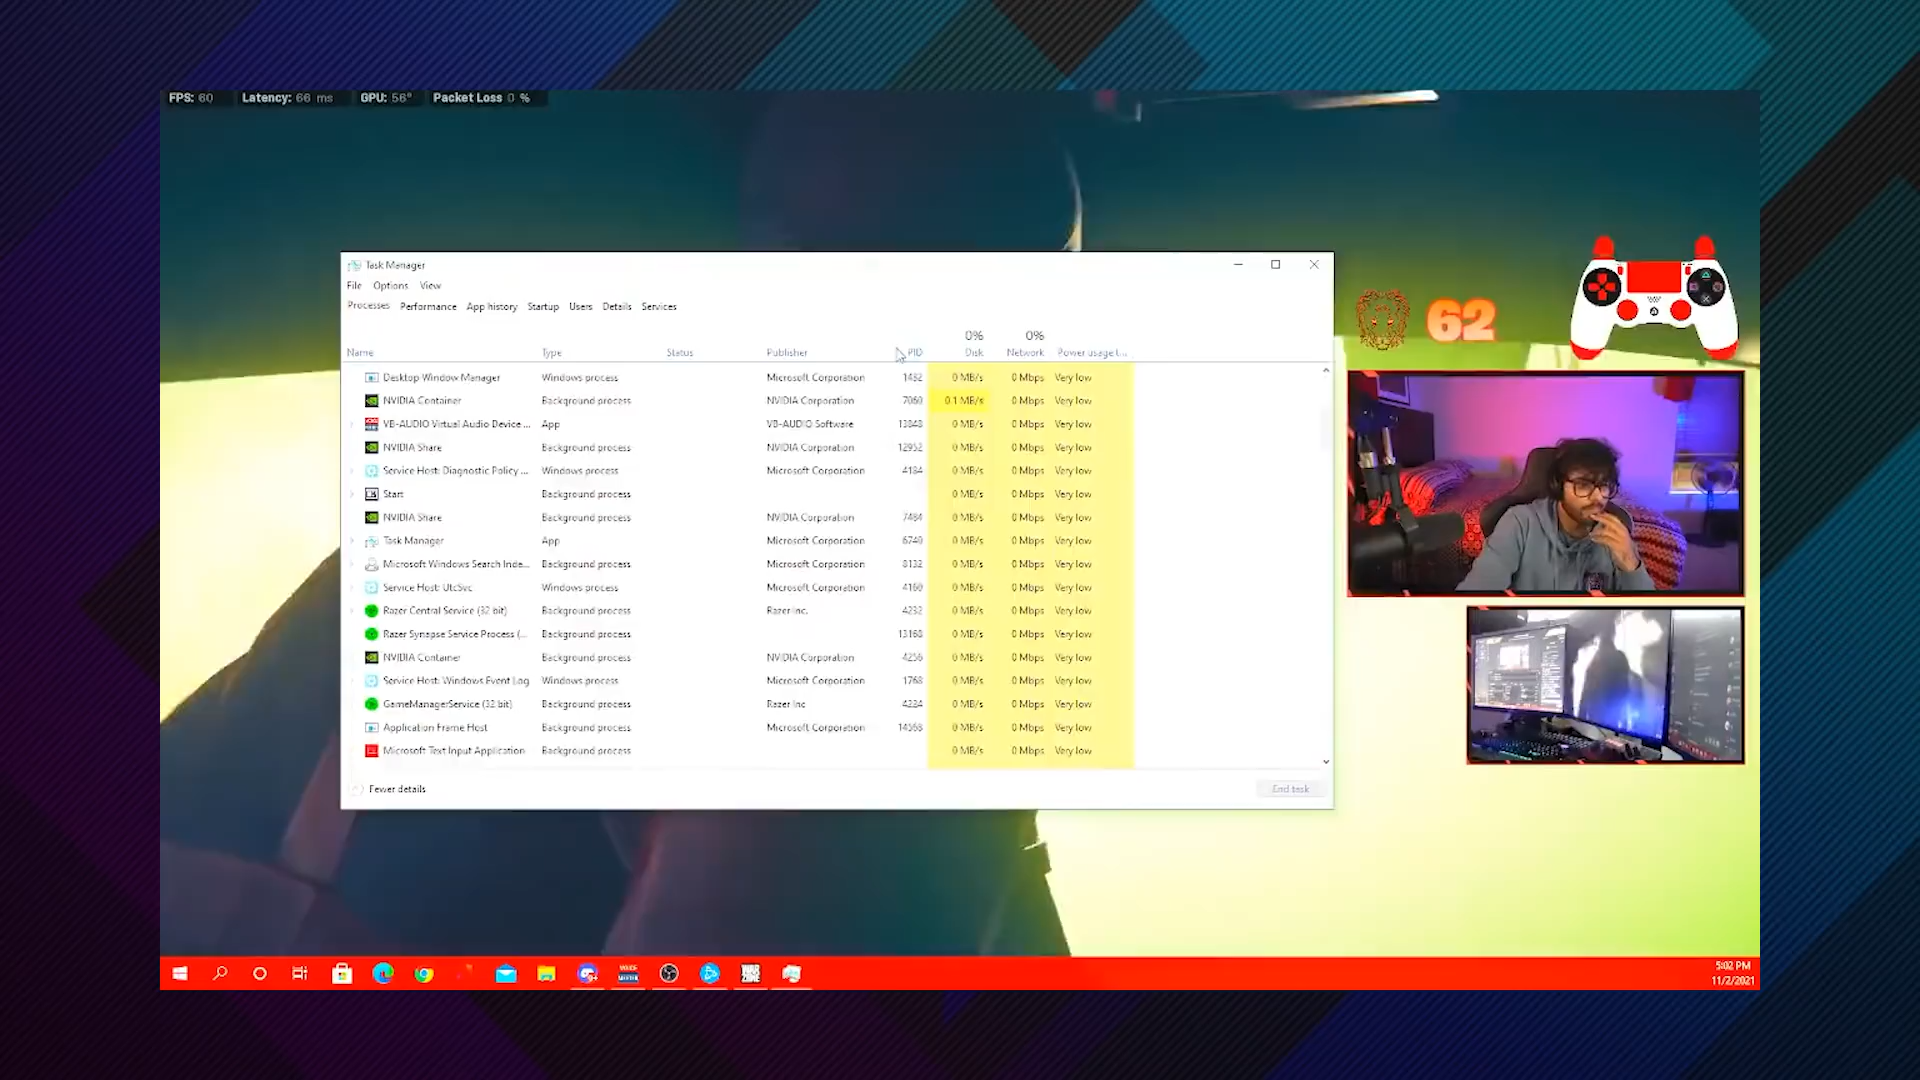 FPS: 60 Latency: 66 ms GPU: 56° Packet Loss 0 %
Task Manager
File Options View
Processes Performance App history Startup Users Details Services
0% 0%
Name Type Status Publisher PID Disk Network Power usage t...
Desktop Window Manager Windows process Microsoft Corporation 1432 0 MB/s 0 Mbps Very low
NVIDIA Container Background process NVIDIA Corporation 7060 0.1 MB/s 0 Mbps Very low
VB-AUDIO Virtual Audio Device ... App VB-AUDIO Software 13848 0 MB/s 0 Mbps Very low
NVIDIA Share Background process NVIDIA Corporation 12952 0 MB/s 0 Mbps Very low
Service Host: Diagnostic Policy ... Windows process Microsoft Corporation 4184 0 MB/s 0 Mbps Very low
Start Background process 0 MB/s 0 Mbps Very low
NVIDIA Share Background process NVIDIA Corporation 7484 0 MB/s 0 Mbps Very low
Task Manager App Microsoft Corporation 6740 0 MB/s 0 Mbps Very low
Microsoft Windows Search Inde... Background process Microsoft Corporation 8132 0 MB/s 0 Mbps Very low
Service Host: UtcSvc Windows process Microsoft Corporation 4160 0 MB/s 0 Mbps Very low
Razer Central Service (32 bit) Background process Razer Inc. 4232 0 MB/s 0 Mbps Very low
Razer Synapse Service Process (... Background process 13168 0 MB/s 0 Mbps Very low
NVIDIA Container Background process NVIDIA Corporation 4256 0 MB/s 0 Mbps Very low
Service Host: Windows Event Log Windows process Microsoft Corporation 1768 0 MB/s 0 Mbps Very low
GameManagerService (32 bit) Background process Razer Inc 4224 0 MB/s 0 Mbps Very low
Application Frame Host Background process Microsoft Corporation 14568 0 MB/s 0 Mbps Very low
Microsoft Text Input Application Background process 0 MB/s 0 Mbps Very low
Fewer details End task
62
WAR
ZONE
5:02 PM
11/2/2021